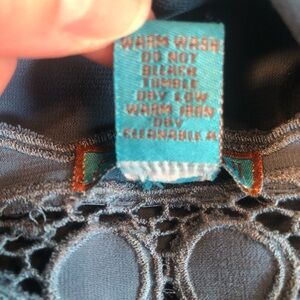 WARM WASH
DO NOT
BLEACH
TUMBLE
DRY LOW
WARM IRON
DRY
CLEANABLE